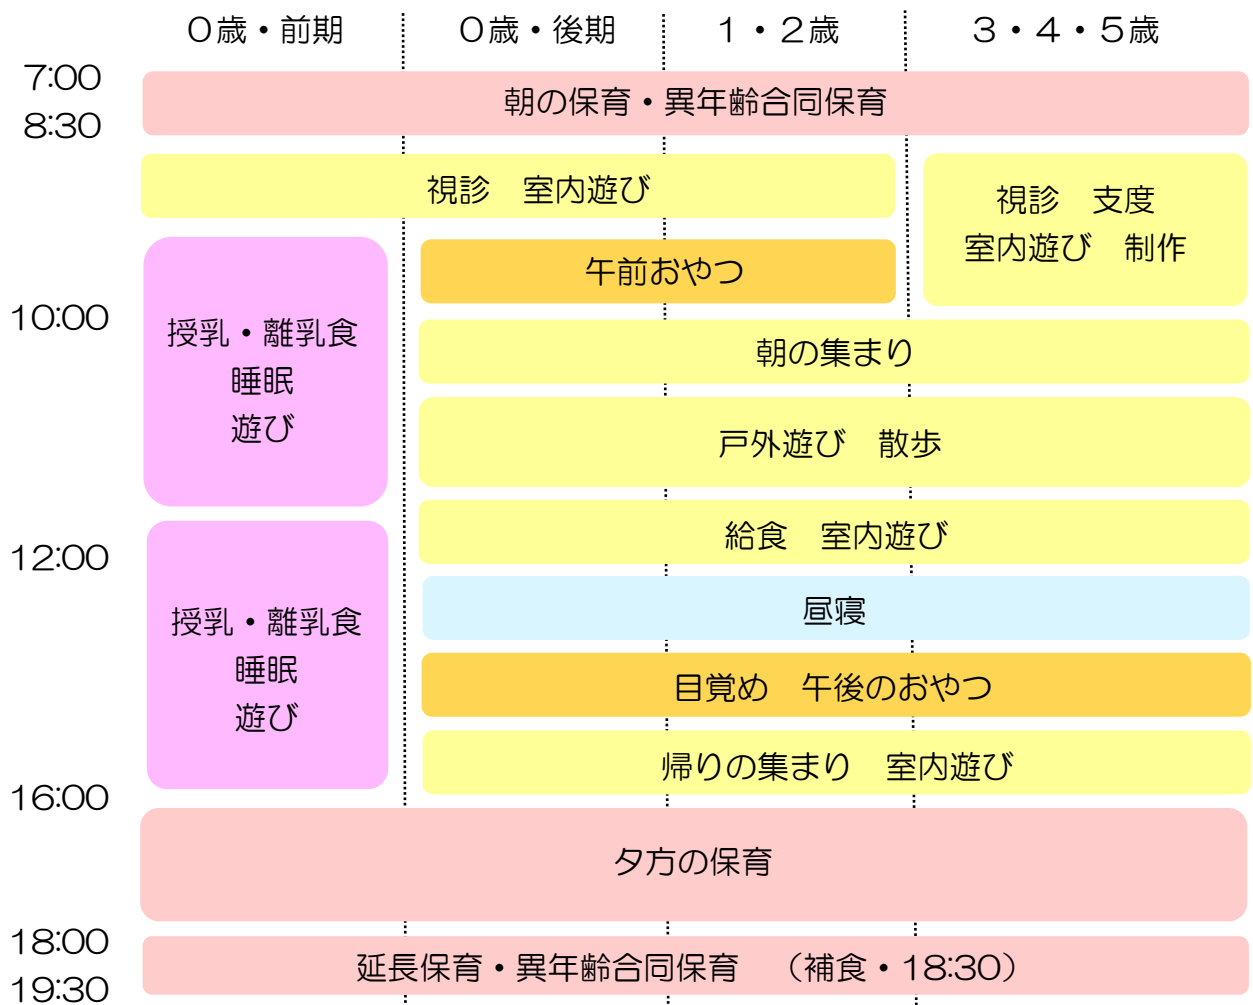 ０歳・前期
０歳・後期
１・２歳
３・４・５歳
7:00
朝の保育・異年齢合同保育
8:30
視診　室内遊び
視診　支度
室内遊び　制作
午前おやつ
10:00
授乳・離乳食
睡眠
遊び
朝の集まり
戸外遊び　散歩
給食　室内遊び
12:00
授乳・離乳食
睡眠
遊び
昼寝
目覚め　午後のおやつ
帰りの集まり　室内遊び
16:00
夕方の保育
18:00
延長保育・異年齢合同保育　（補食・18:30）
19:30